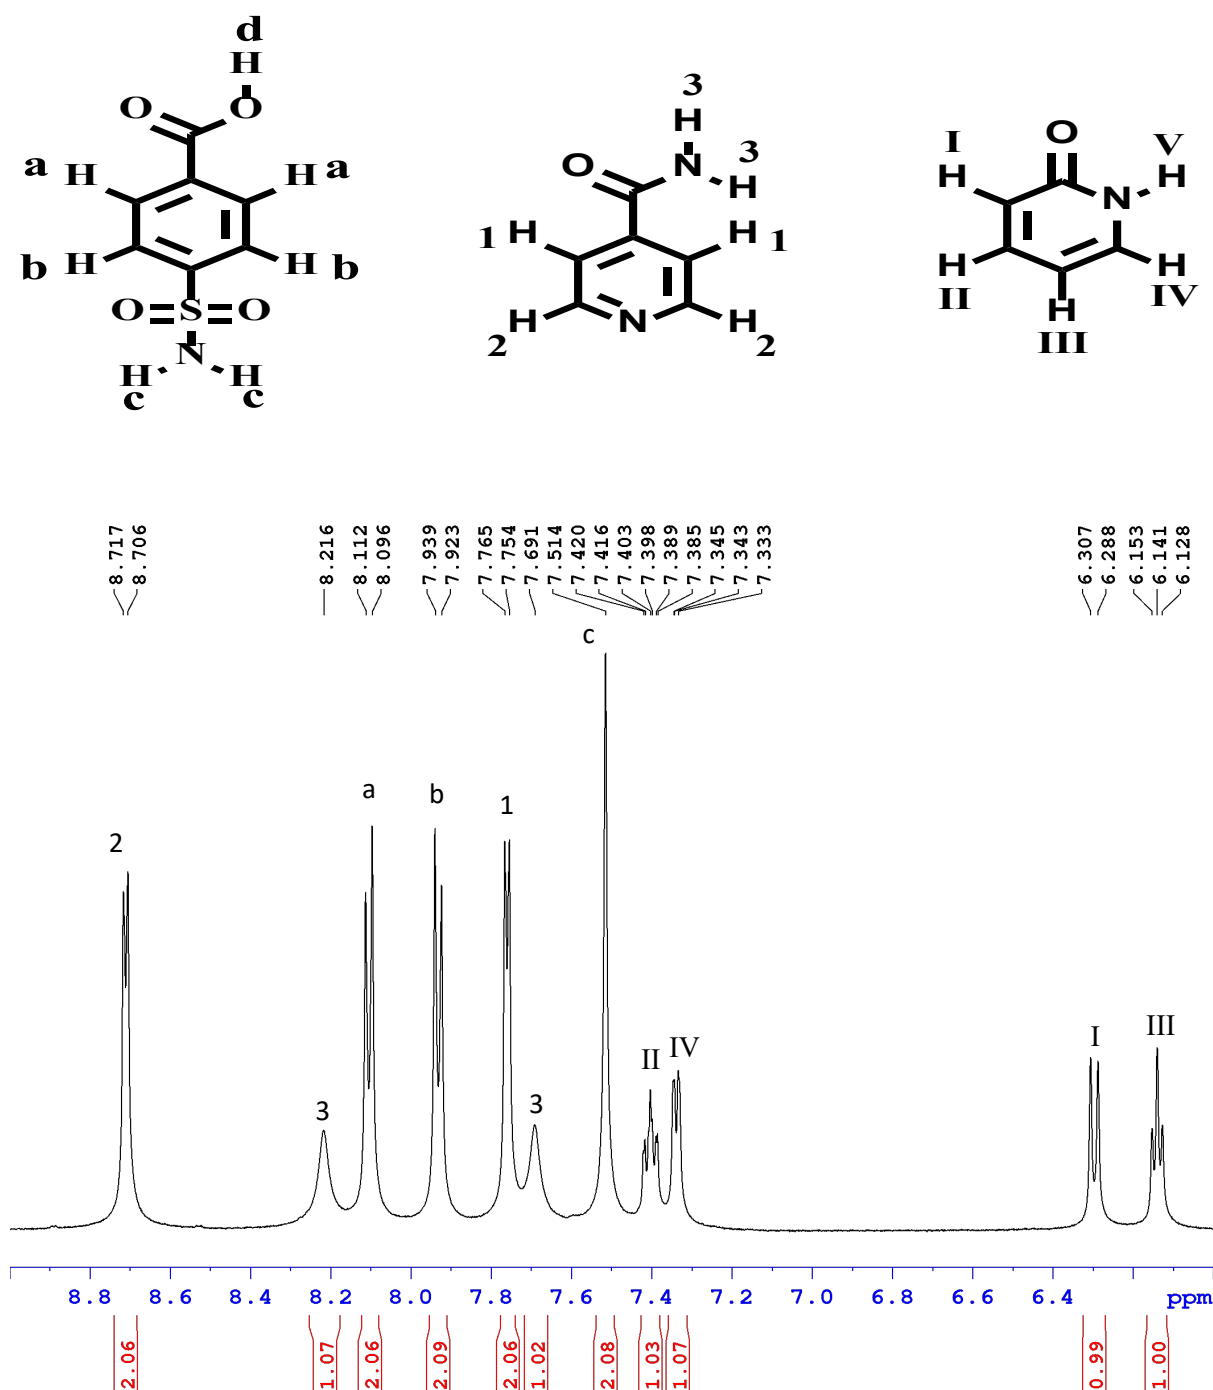 d
H
O O
a H H a
b H H b
O S O
N
H H
c c
3
H
O N 3
H
1 H H 1
H N H
2 2
O
I V
H N H
H H
II H IV
III
8.717
8.706
8.216
8.112
8.096
7.939
7.923
7.765
7.754
7.691
7.514
7.420
7.416
7.403
7.398
7.389
7.385
7.345
7.343
7.333
6.307
6.288
6.153
6.141
6.128
c
2 3 a b 1 3 II IV I III
8.8 8.6 8.4 8.2 8.0 7.8 7.6 7.4 7.2 7.0 6.8 6.6 6.4 ppm
2.06
1.07
2.06
2.09
2.06
1.02
2.08
1.03
1.07
0.99
1.00